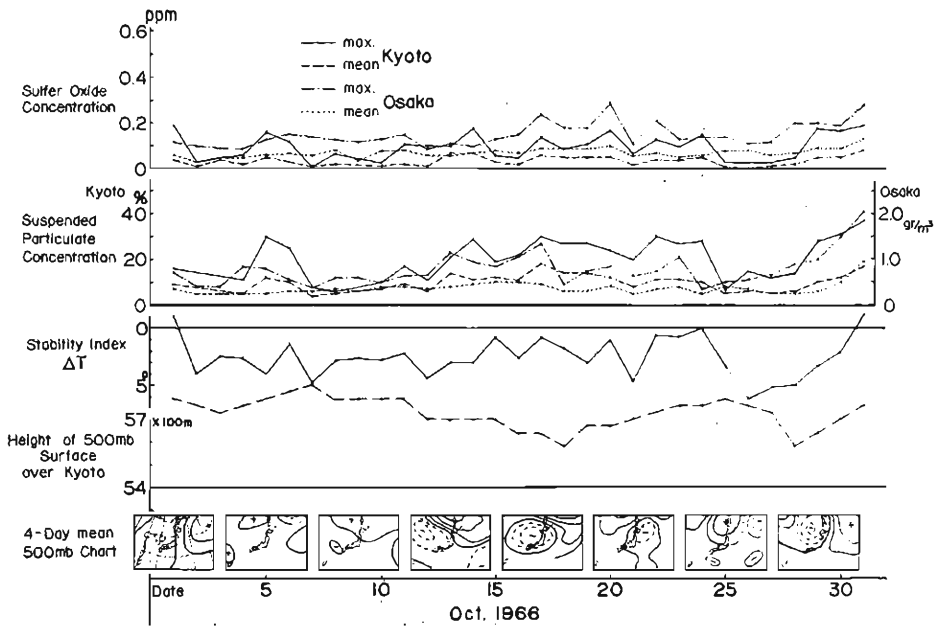 ppm
0.6
0.4
0.2
0
max.
mean
Kyoto
max.
mean
Osaka
Sulfer Oxide
Concentration
Kyoto %
40
20
0
Suspended
Particulate
Concentration
Osaka
2.0
gr/m³
1.0
0
Stability Index
ΔT
0
5
57
x100m
54
Height of 500mb
Surface
over Kyoto
4-Day mean
500mb Chart
Date
5
10
15
20
25
30
Oct. 1966